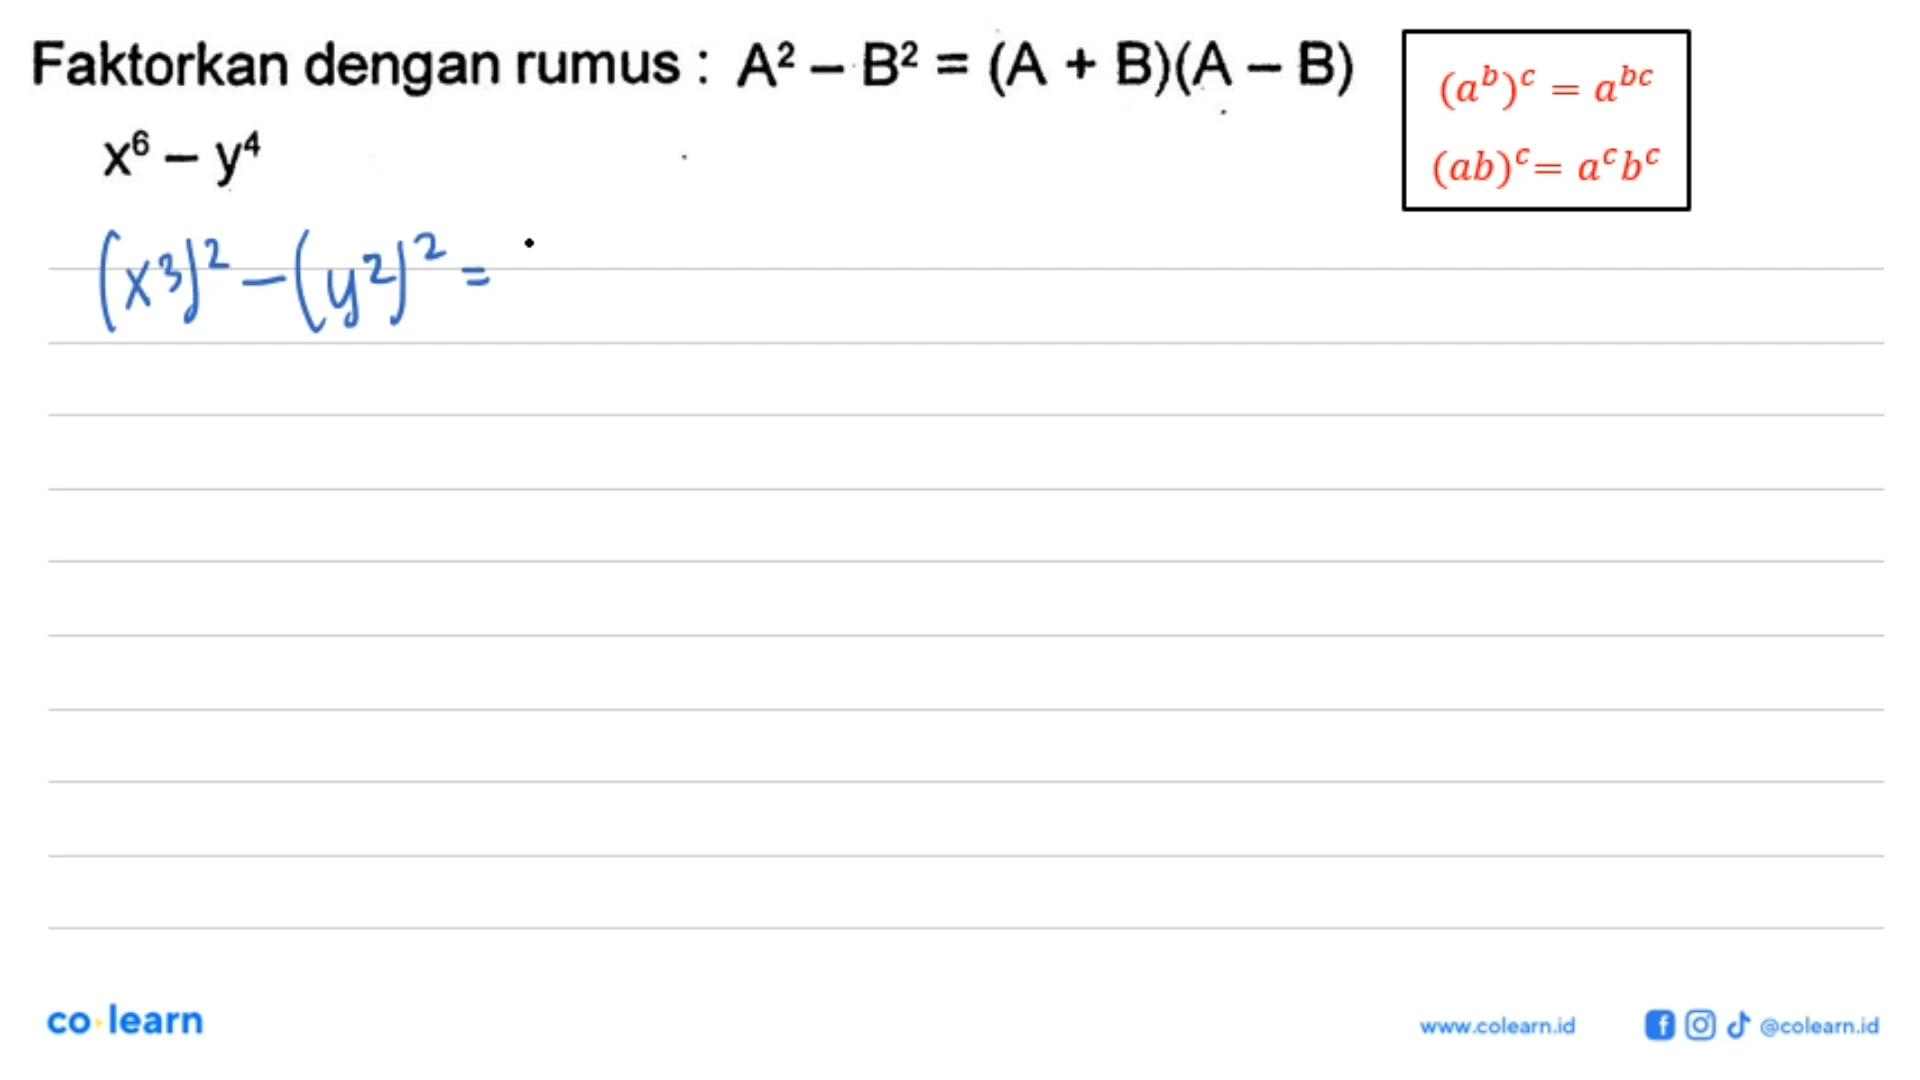 Faktorkan dengan rumus : A² – B² = (A + B)(A – B)
(a^b)^c = a^{bc}
x⁶ – y⁴
(ab)^c = a^c b^c
(x³)² – (y²)² =
co learn
www.colearn.id @colearn.id